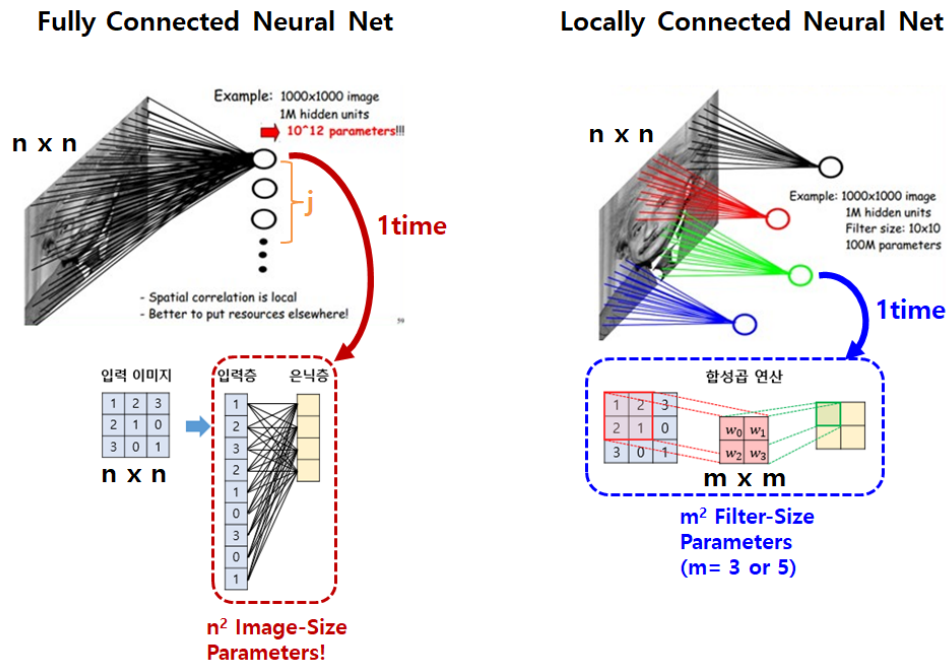 Fully Connected Neural Net
n x n
Example: 1000x1000 image
1M hidden units
10^12 parameters!!!
j
1time
- Spatial correlation is local
- Better to put resources elsewhere!
59
입력 이미지
1 2 3
2 1 0
3 0 1
n x n
입력층
은닉층
1
2
3
2
1
0
3
0
1
n² Image-Size
Parameters!
Locally Connected Neural Net
n x n
Example: 1000x1000 image
1M hidden units
Filter size: 10x10
100M parameters
1time
합성곱 연산
1 2 3
2 1 0
3 0 1
w₀ w₁
w₂ w₃
m x m
m² Filter-Size
Parameters
(m= 3 or 5)